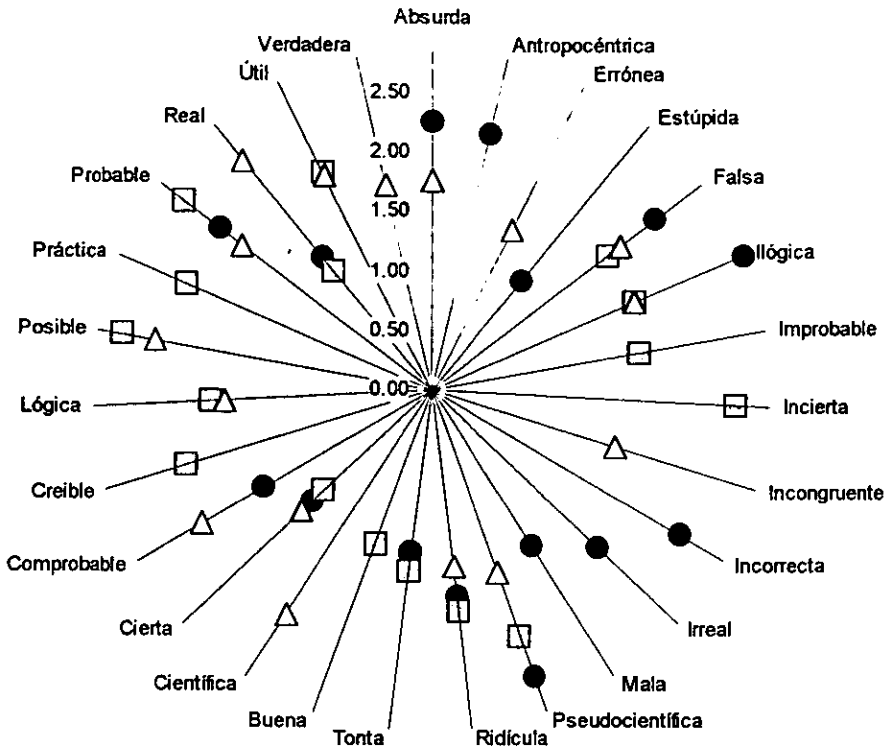 Absurda
Verdadera
Antropocéntrica
Útil
Errónea
2.50
Real
Estúpida
2.00
Probable
Falsa
1.50
Práctica
Ilógica
1.00
Posible
Improbable
0.50
Lógica
0.00
Incierta
Creible
Incongruente
Comprobable
Incorrecta
Cierta
Irreal
Científica
Mala
Buena
Pseudocientífica
Tonta
Ridícula